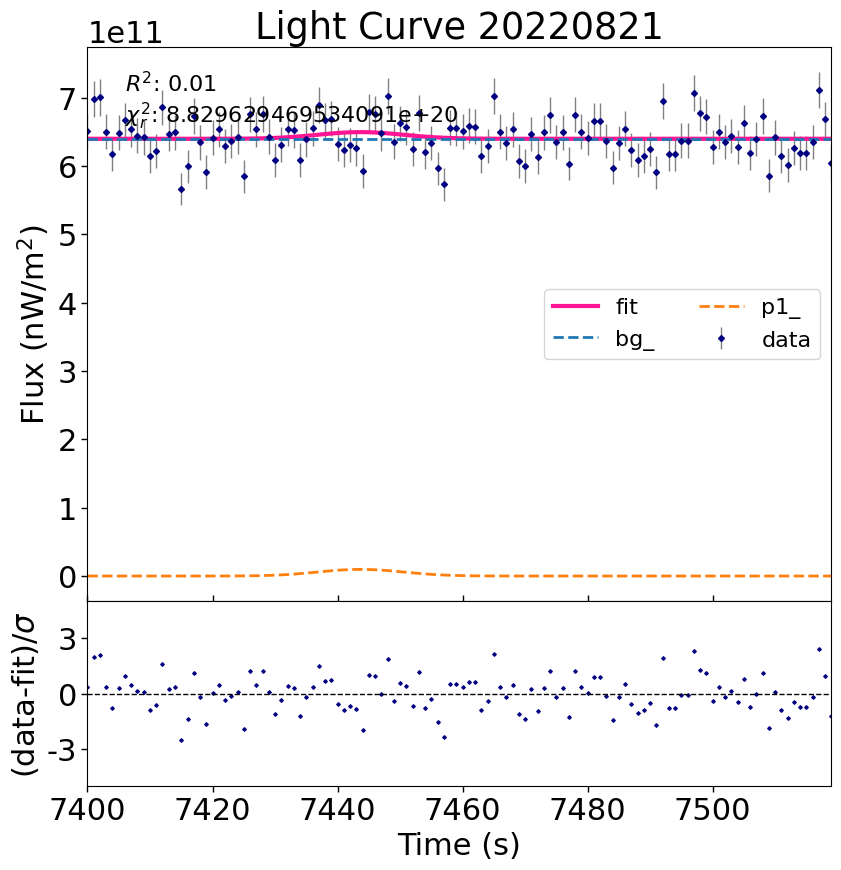 Light Curve 20220821
1e11
R²: 0.01
χ²ᵣ: 8.829629469534091e+20
7
6
5
4
3
2
1
0
Flux (nW/m²)
fit
bg_
p1_
data
3
0
-3
(data-fit)/σ
7400 7420 7440 7460 7480 7500
Time (s)